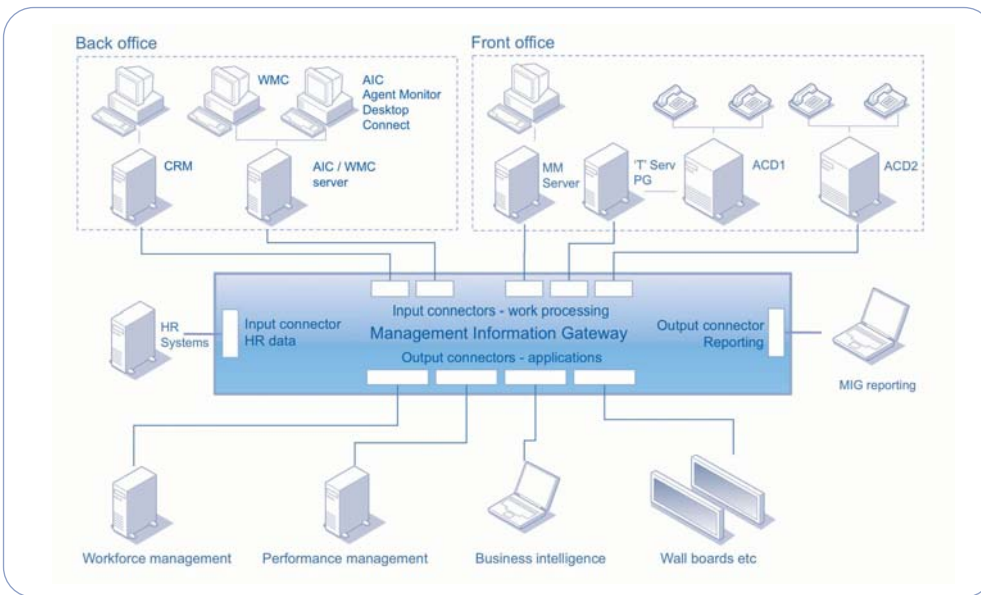 Back office
Front office
WMC
AIC
Agent Monitor
Desktop
Connect
CRM
AIC / WMC
server
MM
Server
'T' Serv
PG
ACD1
ACD2
Input connectors - work processing
HR
Systems
Input connector
HR data
Management Information Gateway
Output connector
Reporting
Output connectors - applications
MIG reporting
Workforce management
Performance management
Business intelligence
Wall boards etc